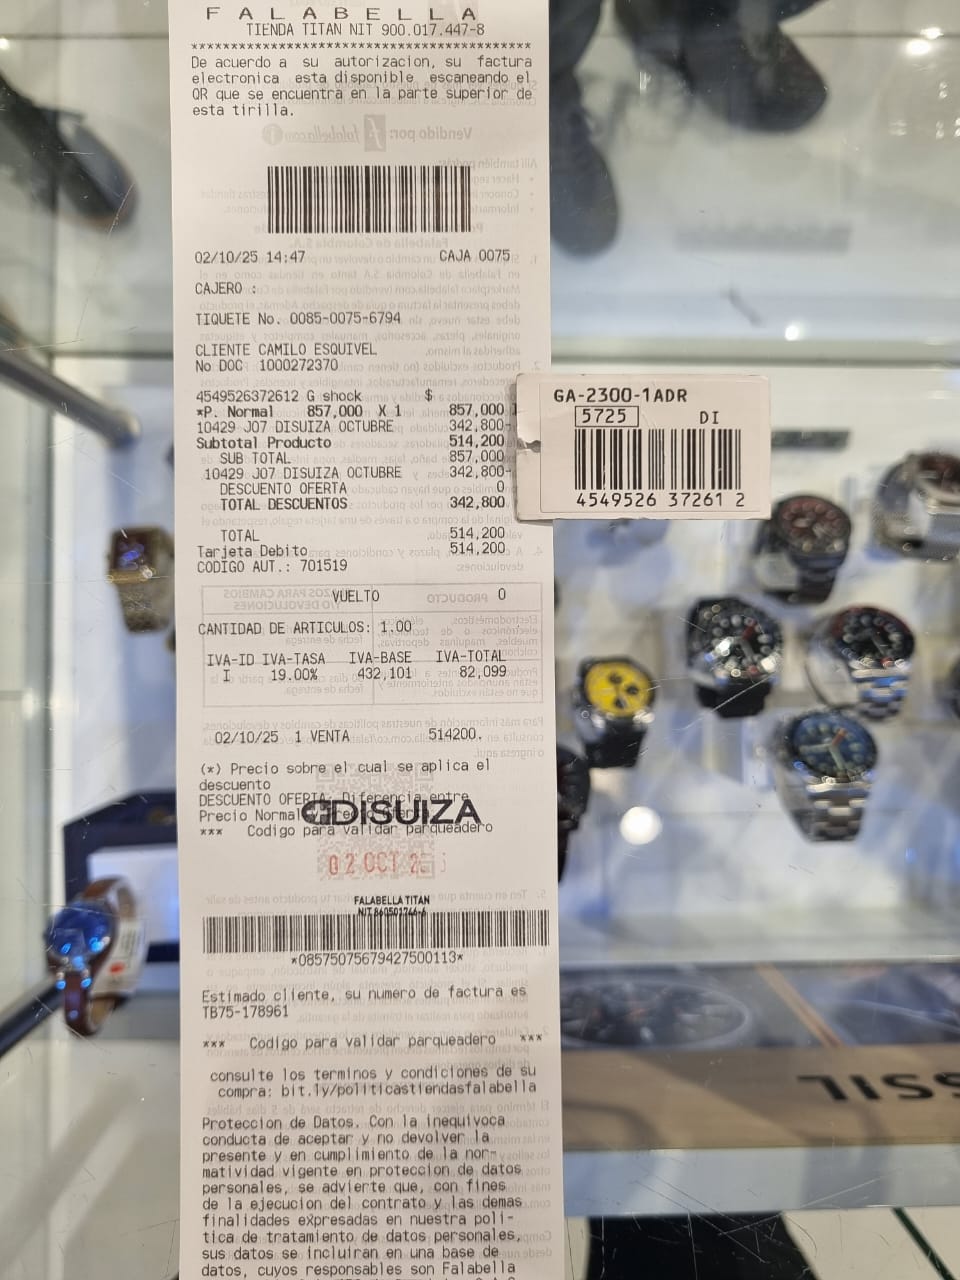 FALABELLA
TIENDA TITAN NIT 900.017.447-8
******************************************
De acuerdo a su autorizacion, su factura
electronica esta disponible escaneando el
QR que se encuentra en la parte superior de
esta tirilla.
02/10/25 14:47 CAJA 0075
CAJERO :
TIQUETE No. 0085-0075-6794
CLIENTE CAMILO ESQUIVEL
No DOC 1000272370
4549526372612 G shock $
*P. Normal 857,000 X 1 857,000 I
10429 J07 DISUIZA OCTUBRE 342,800-
Subtotal Producto 514,200
SUB TOTAL 857,000
10429 J07 DISUIZA OCTUBRE 342,800-
DESCUENTO OFERTA 0
TOTAL DESCUENTOS 342,800
TOTAL 514,200
Tarjeta Debito 514,200
CODIGO AUT.: 701519
VUELTO 0
CANTIDAD DE ARTICULOS: 1.00
IVA-ID IVA-TASA IVA-BASE IVA-TOTAL
I 19.00% 432,101 82,099
02/10/25 1 VENTA 514200.
(*) Precio sobre el cual se aplica el
descuento
DESCUENTO OFERTA: Diferencia entre
Precio Normal y Precio Oferta.
DISUIZA
*** Codigo para validar parqueadero
02 OCT 2
FALABELLA TITAN
*08575075679427500113*
Estimado cliente, su numero de factura es
TB75-178961
*** Codigo para validar parqueadero ***
consulte los terminos y condiciones de su
compra: bit.ly/politicastiendasfalabella
Proteccion de Datos. Con la inequivoca
conducta de aceptar y no devolver la
presente y en cumplimiento de la nor-
matividad vigente en proteccion de datos
personales, se advierte que, con fines
de la ejecucion del contrato y las demas
finalidades expresadas en nuestra poli-
tica de tratamiento de datos personales,
sus datos se incluiran en una base de
datos, cuyos responsables son Falabella
GA-2300-1ADR
5725 DI
4549526 37261 2